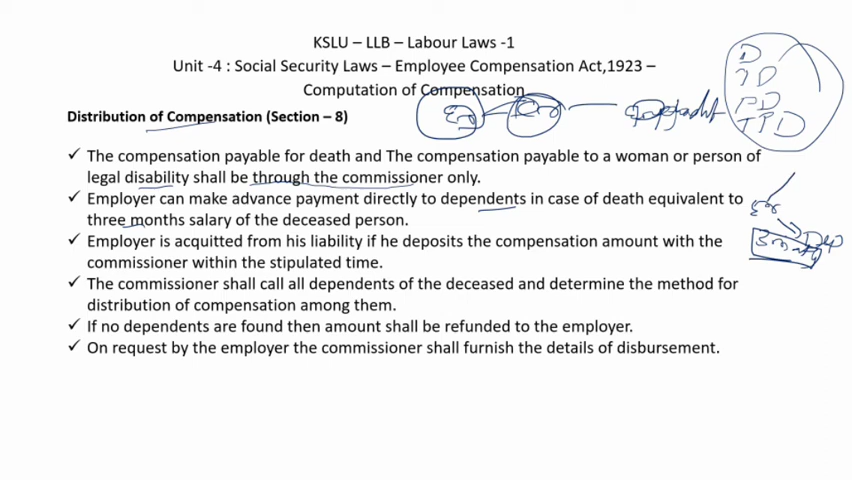 KSLU – LLB – Labour Laws -1
Unit -4 : Social Security Laws – Employee Compensation Act,1923 –
Computation of Compensation
Distribution of Compensation (Section – 8)
✓ The compensation payable for death and The compensation payable to a woman or person of
legal disability shall be through the commissioner only.
✓ Employer can make advance payment directly to dependents in case of death equivalent to
three months salary of the deceased person.
✓ Employer is acquitted from his liability if he deposits the compensation amount with the
commissioner within the stipulated time.
✓ The commissioner shall call all dependents of the deceased and determine the method for
distribution of compensation among them.
✓ If no dependents are found then amount shall be refunded to the employer.
✓ On request by the employer the commissioner shall furnish the details of disbursement.
D
PD
TPD
Er
Dep